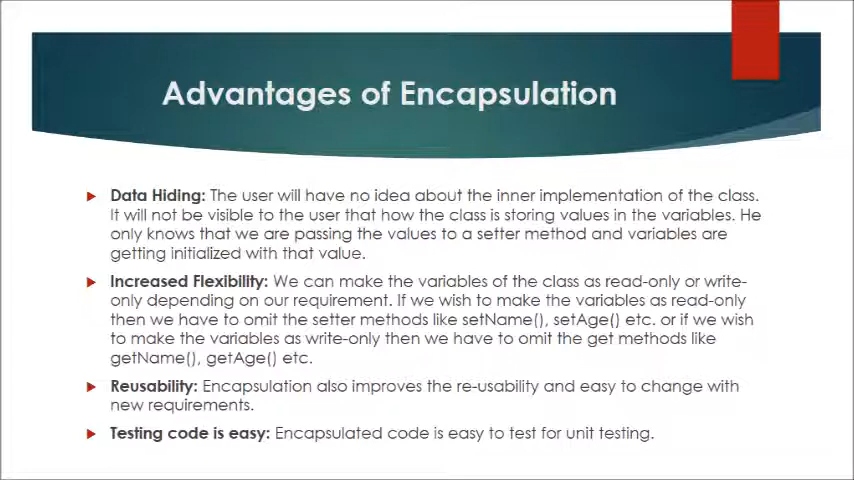 Advantages of Encapsulation
Data Hiding: The user will have no idea about the inner implementation of the class.
It will not be visible to the user that how the class is storing values in the variables. He
only knows that we are passing the values to a setter method and variables are
getting initialized with that value.
Increased Flexibility: We can make the variables of the class as read-only or write-
only depending on our requirement. If we wish to make the variables as read-only
then we have to omit the setter methods like setName(), setAge() etc. or if we wish
to make the variables as write-only then we have to omit the get methods like
getName(), getAge() etc.
Reusability: Encapsulation also improves the re-usability and easy to change with
new requirements.
Testing code is easy: Encapsulated code is easy to test for unit testing.